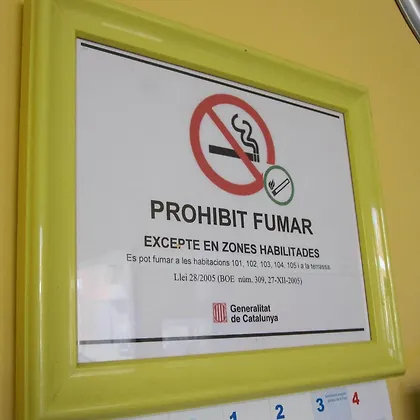 PROHIBIT FUMAR
EXCEPTE EN ZONES HABILITADES
Es pot fumar a les habitacions 101, 102, 103, 104, 105 i a la terrassa.
Llei 28/2005 (BOE núm. 309, 27-XII-2005)
Generalitat
de Catalunya
1 2 3 4